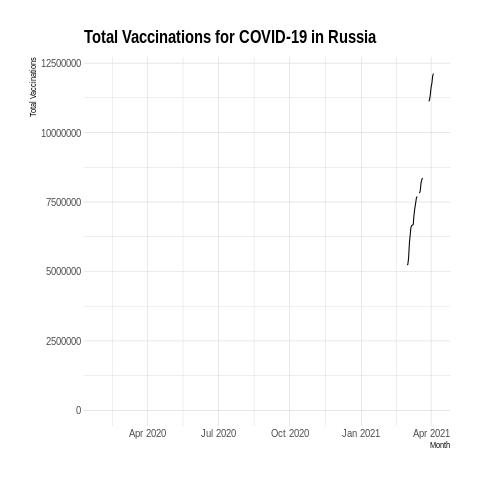 Total Vaccinations for COVID-19 in Russia
Total Vaccinations
12500000
10000000
7500000
5000000
2500000
0
Apr 2020 Jul 2020 Oct 2020 Jan 2021 Apr 2021
Month